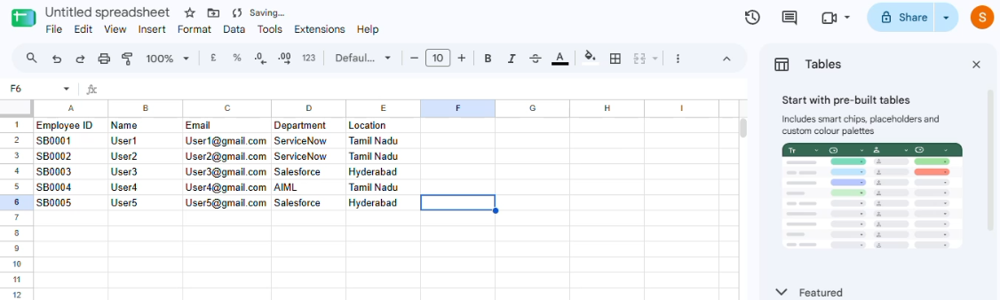 Untitled spreadsheet Saving...
File Edit View Insert Format Data Tools Extensions Help
Share S
100% £ % .0 .00 123 Defaul... − 10 + B I S A
F6 fx
A B C D E F G H I
1 Employee ID Name Email Department Location
2 SB0001 User1 User1@gmail.com ServiceNow Tamil Nadu
3 SB0002 User2 User2@gmail.com ServiceNow Tamil Nadu
4 SB0003 User3 User3@gmail.com Salesforce Hyderabad
5 SB0004 User4 User4@gmail.com AIML Tamil Nadu
6 SB0005 User5 User5@gmail.com Salesforce Hyderabad
7
8
9
10
11
12
Tables
Start with pre-built tables
Includes smart chips, placeholders and
custom colour palettes
Tт
Featured